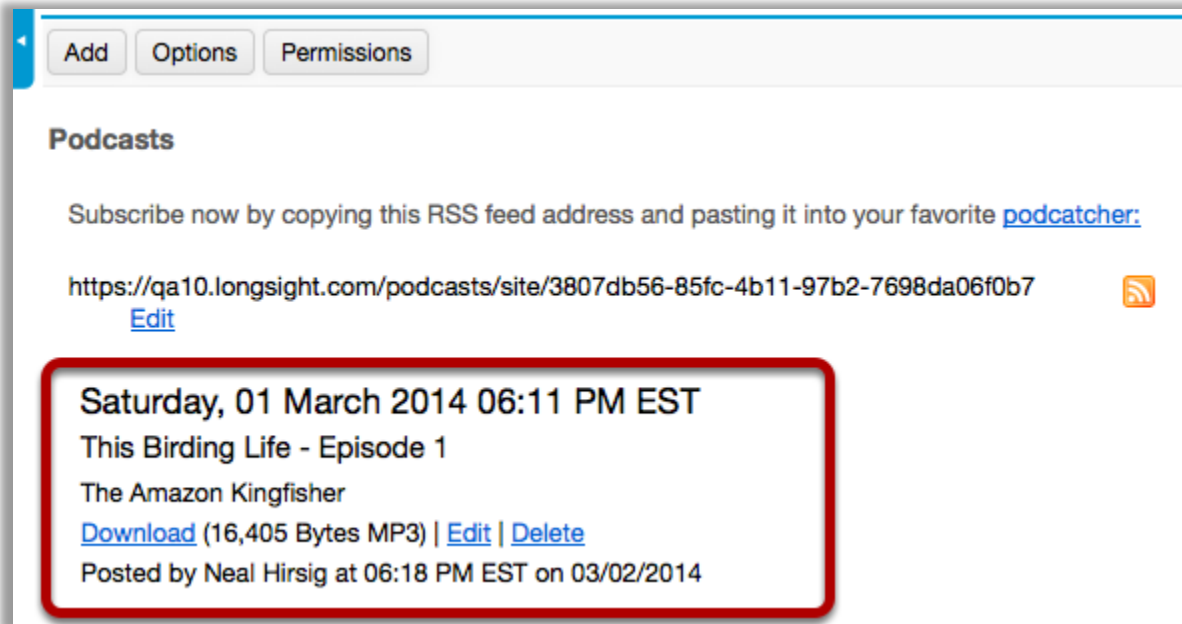 Add Options Permissions
Podcasts
Subscribe now by copying this RSS feed address and pasting it into your favorite podcatcher:
https://qa10.longsight.com/podcasts/site/3807db56-85fc-4b11-97b2-7698da06f0b7
Edit
Saturday, 01 March 2014 06:11 PM EST
This Birding Life - Episode 1
The Amazon Kingfisher
Download (16,405 Bytes MP3) | Edit | Delete
Posted by Neal Hirsig at 06:18 PM EST on 03/02/2014